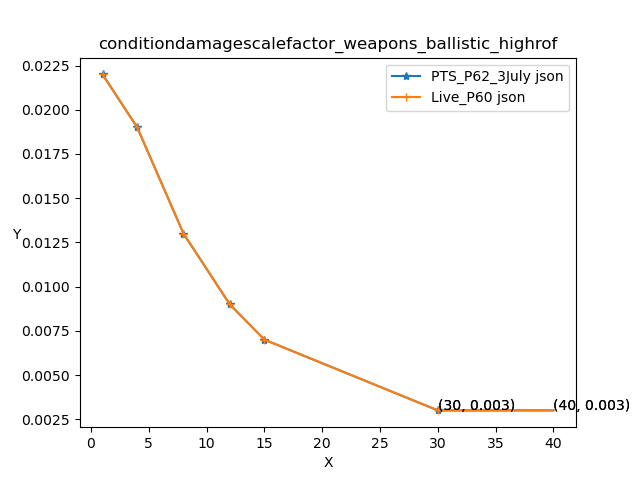 conditiondamagescalefactor_weapons_ballistic_highrof
PTS_P62_3July json
Live_P60 json
0.0225
0.0200
0.0175
0.0150
0.0125
0.0100
0.0075
0.0050
0.0025
Y
(30, 0.003)
(40, 0.003)
0 5 10 15 20 25 30 35 40
X